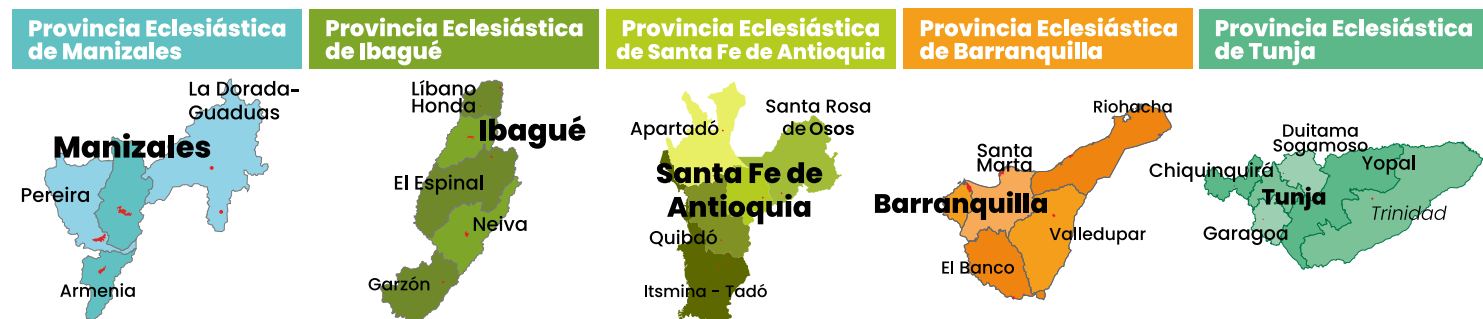 Provincia Eclesiástica
de Manizales
La Dorada-
Guaduas
Manizales
Pereira
Armenia
Provincia Eclesiástica
de Ibagué
Líbano
Honda
Ibagué
El Espinal
Neiva
Garzón
Provincia Eclesiástica
de Santa Fe de Antioquia
Apartadó
Santa Rosa
de Osos
Santa Fe de
Antioquia
Quibdó
Itsmina - Tadó
Provincia Eclesiástica
de Barranquilla
Riohacha
Santa
Marta
Barranquilla
Valledupar
El Banco
Provincia Eclesiástica
de Tunja
Duitama
Sogamoso
Chiquinquirá
Yopal
Tunja
Trinidad
Garagoa